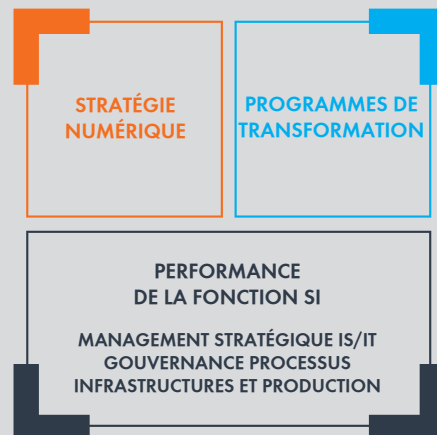 STRATÉGIE
NUMÉRIQUE
PROGRAMMES DE
TRANSFORMATION
PERFORMANCE
DE LA FONCTION SI
MANAGEMENT STRATÉGIQUE IS/IT
GOUVERNANCE PROCESSUS
INFRASTRUCTURES ET PRODUCTION